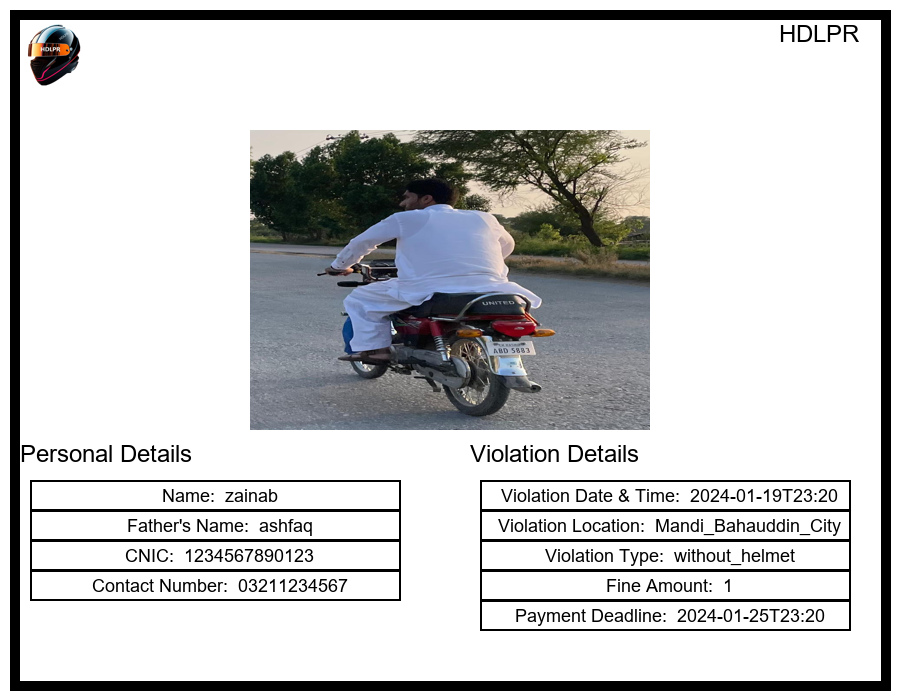 HDLPR
HDLPR
UNITED
ABD 5883
Personal Details
Name: zainab
Father's Name: ashfaq
CNIC: 1234567890123
Contact Number: 03211234567
Violation Details
Violation Date & Time: 2024-01-19T23:20
Violation Location: Mandi_Bahauddin_City
Violation Type: without_helmet
Fine Amount: 1
Payment Deadline: 2024-01-25T23:20